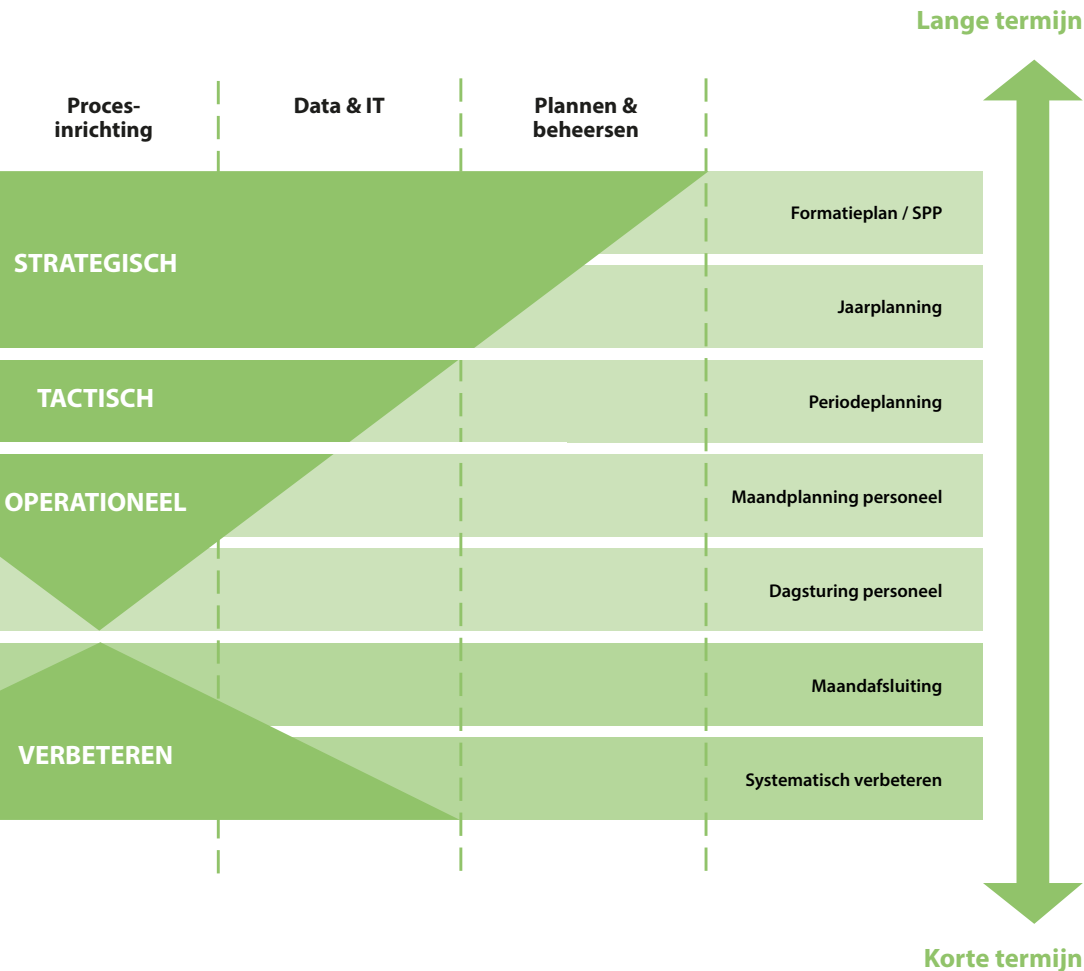 Lange termijn
Proces-
inrichting
Data & IT
Plannen &
beheersen
Formatieplan / SPP
STRATEGISCH
Jaarplanning
TACTISCH
Periodeplanning
OPERATIONEEL
Maandplanning personeel
Dagsturing personeel
Maandafsluiting
VERBETEREN
Systematisch verbeteren
Korte termijn